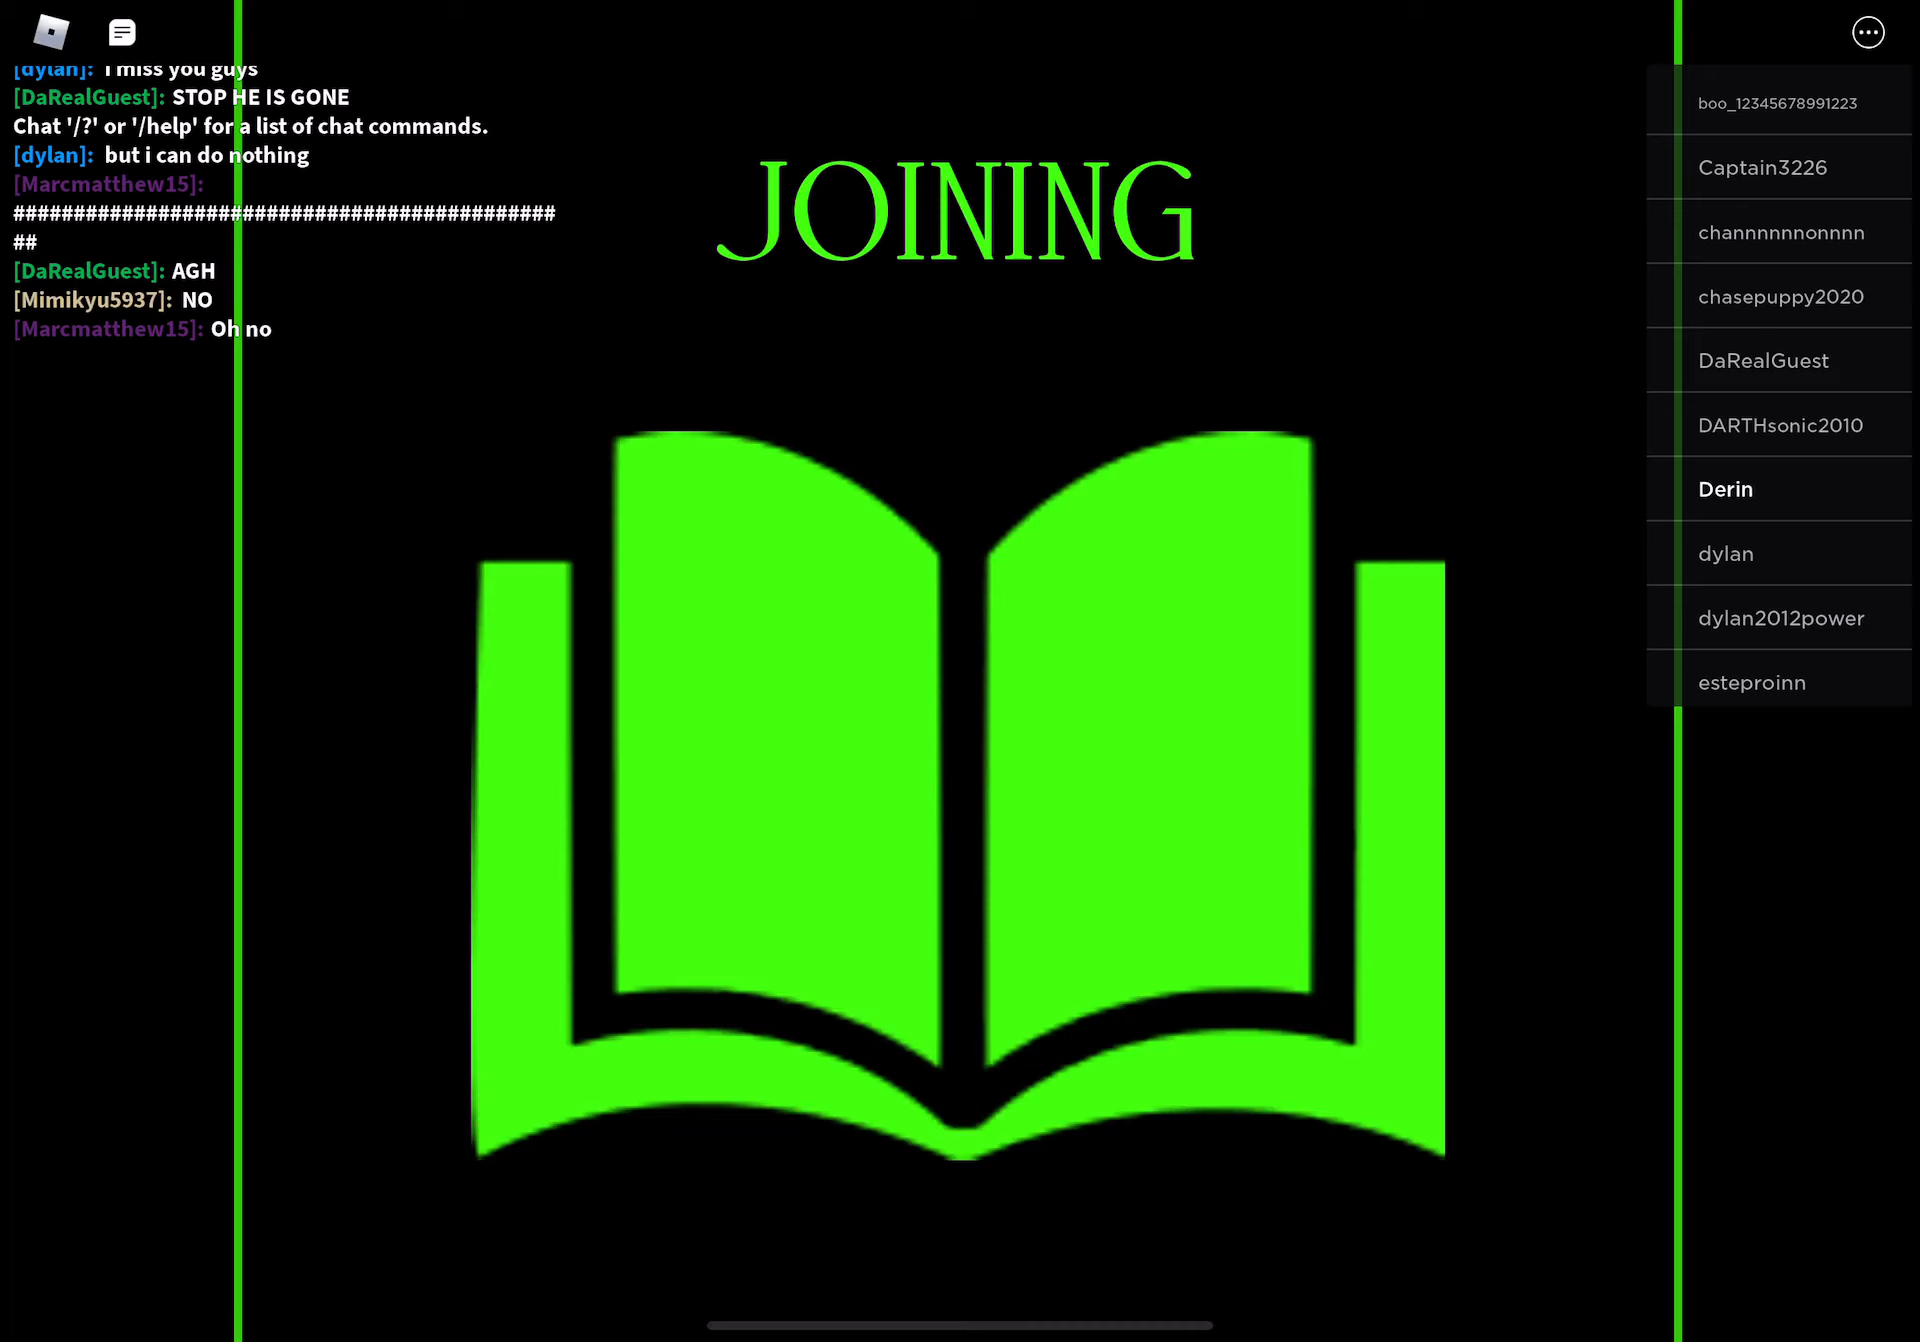 [dylan]: I miss you guys
[DaRealGuest]: STOP HE IS GONE
Chat '/?' or '/help' for a list of chat commands.
[dylan]: but i can do nothing
[Marcmatthew15]:
#############################################
##
[DaRealGuest]: AGH
[Mimikyu5937]: NO
[Marcmatthew15]: Oh no
JOINING
boo_12345678991223
Captain3226
channnnnnonnnn
chasepuppy2020
DaRealGuest
DARTHsonic2010
Derin
dylan
dylan2012power
esteproinn